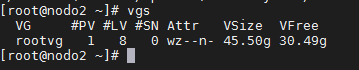 [root@nodo2 ~]# vgs
  VG     #PV #LV #SN Attr   VSize  VFree
  rootvg   1   8   0 wz--n- 45.50g 30.49g
[root@nodo2 ~]#